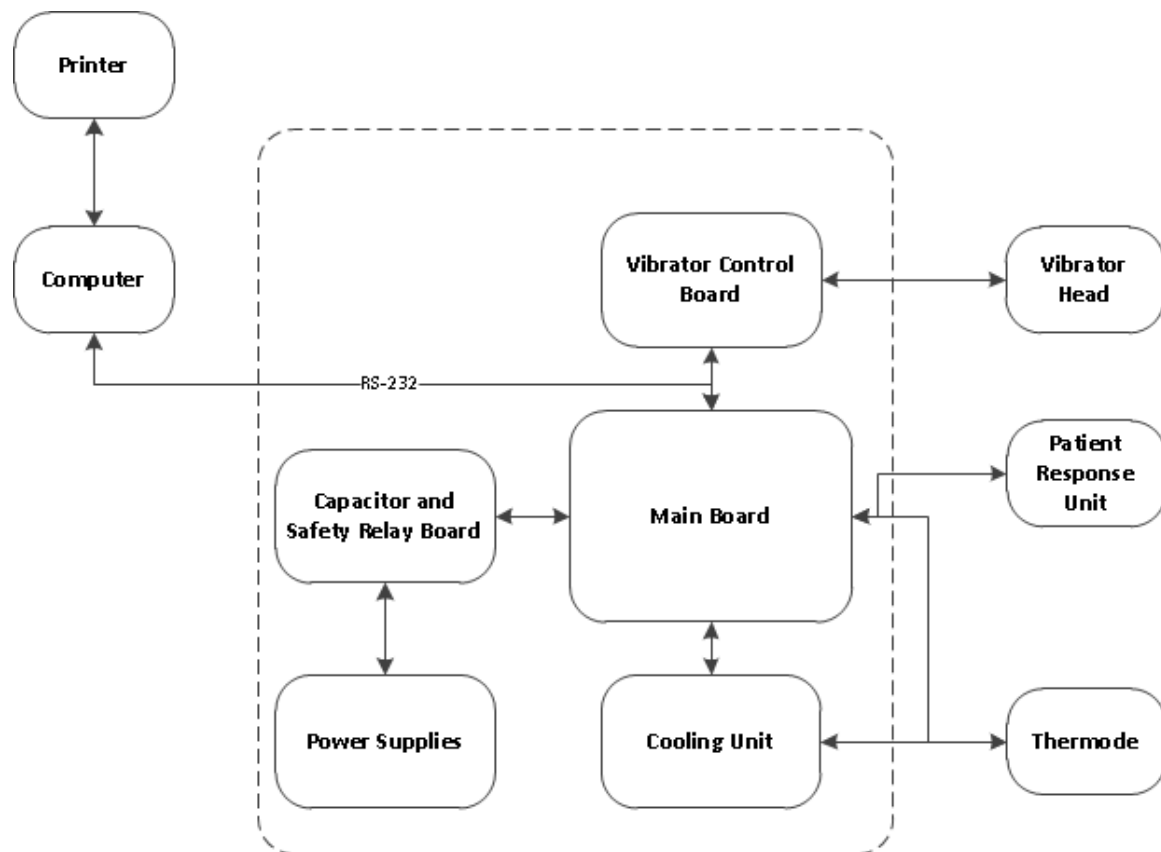 Printer
Computer
Vibrator Control
Board
Vibrator
Head
RS-232
Patient
Response
Unit
Capacitor and
Safety Relay Board
Main Board
Power Supplies
Cooling Unit
Thermode